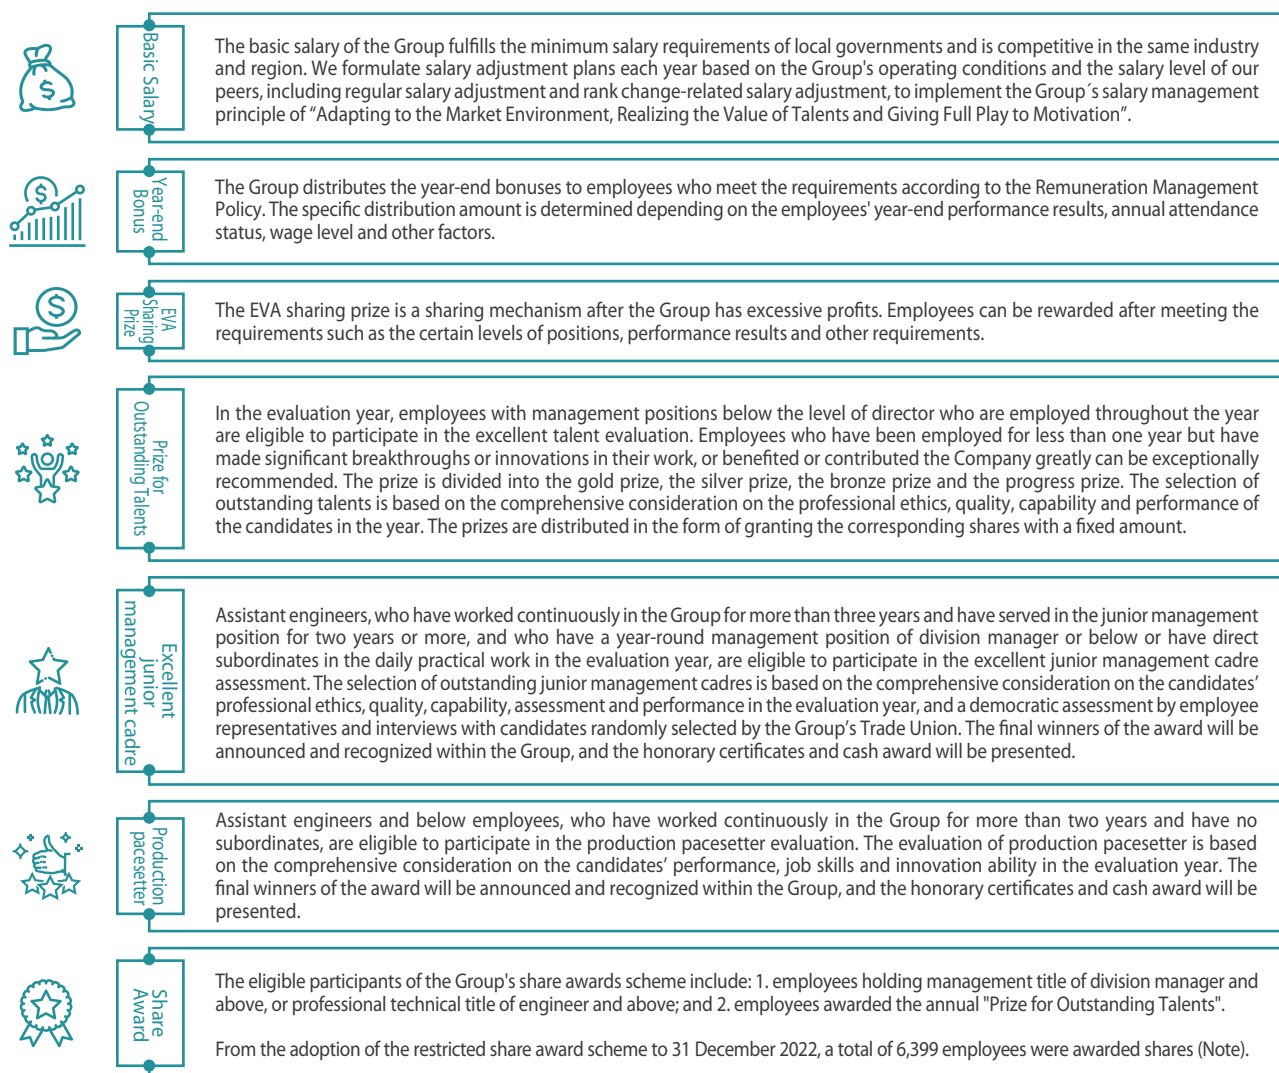 Basic Salary
The basic salary of the Group fulfills the minimum salary requirements of local governments and is competitive in the same industry
and region. We formulate salary adjustment plans each year based on the Group's operating conditions and the salary level of our
peers, including regular salary adjustment and rank change-related salary adjustment, to implement the Group´s salary management
principle of “Adapting to the Market Environment, Realizing the Value of Talents and Giving Full Play to Motivation”.
Year-end
Bonus
The Group distributes the year-end bonuses to employees who meet the requirements according to the Remuneration Management
Policy. The specific distribution amount is determined depending on the employees' year-end performance results, annual attendance
status, wage level and other factors.
EVA
Sharing
Prize
The EVA sharing prize is a sharing mechanism after the Group has excessive profits. Employees can be rewarded after meeting the
requirements such as the certain levels of positions, performance results and other requirements.
Prize for
Outstanding Talents
In the evaluation year, employees with management positions below the level of director who are employed throughout the year
are eligible to participate in the excellent talent evaluation. Employees who have been employed for less than one year but have
made significant breakthroughs or innovations in their work, or benefited or contributed the Company greatly can be exceptionally
recommended. The prize is divided into the gold prize, the silver prize, the bronze prize and the progress prize. The selection of
outstanding talents is based on the comprehensive consideration on the professional ethics, quality, capability and performance of
the candidates in the year. The prizes are distributed in the form of granting the corresponding shares with a fixed amount.
Excellent
junior
management cadre
Assistant engineers, who have worked continuously in the Group for more than three years and have served in the junior management
position for two years or more, and who have a year-round management position of division manager or below or have direct
subordinates in the daily practical work in the evaluation year, are eligible to participate in the excellent junior management cadre
assessment. The selection of outstanding junior management cadres is based on the comprehensive consideration on the candidates’
professional ethics, quality, capability, assessment and performance in the evaluation year, and a democratic assessment by employee
representatives and interviews with candidates randomly selected by the Group’s Trade Union. The final winners of the award will be
announced and recognized within the Group, and the honorary certificates and cash award will be presented.
Production
pacesetter
Assistant engineers and below employees, who have worked continuously in the Group for more than two years and have no
subordinates, are eligible to participate in the production pacesetter evaluation. The evaluation of production pacesetter is based
on the comprehensive consideration on the candidates’ performance, job skills and innovation ability in the evaluation year. The
final winners of the award will be announced and recognized within the Group, and the honorary certificates and cash award will be
presented.
Share
Award
The eligible participants of the Group's share awards scheme include: 1. employees holding management title of division manager and
above, or professional technical title of engineer and above; and 2. employees awarded the annual "Prize for Outstanding Talents".
From the adoption of the restricted share award scheme to 31 December 2022, a total of 6,399 employees were awarded shares (Note).